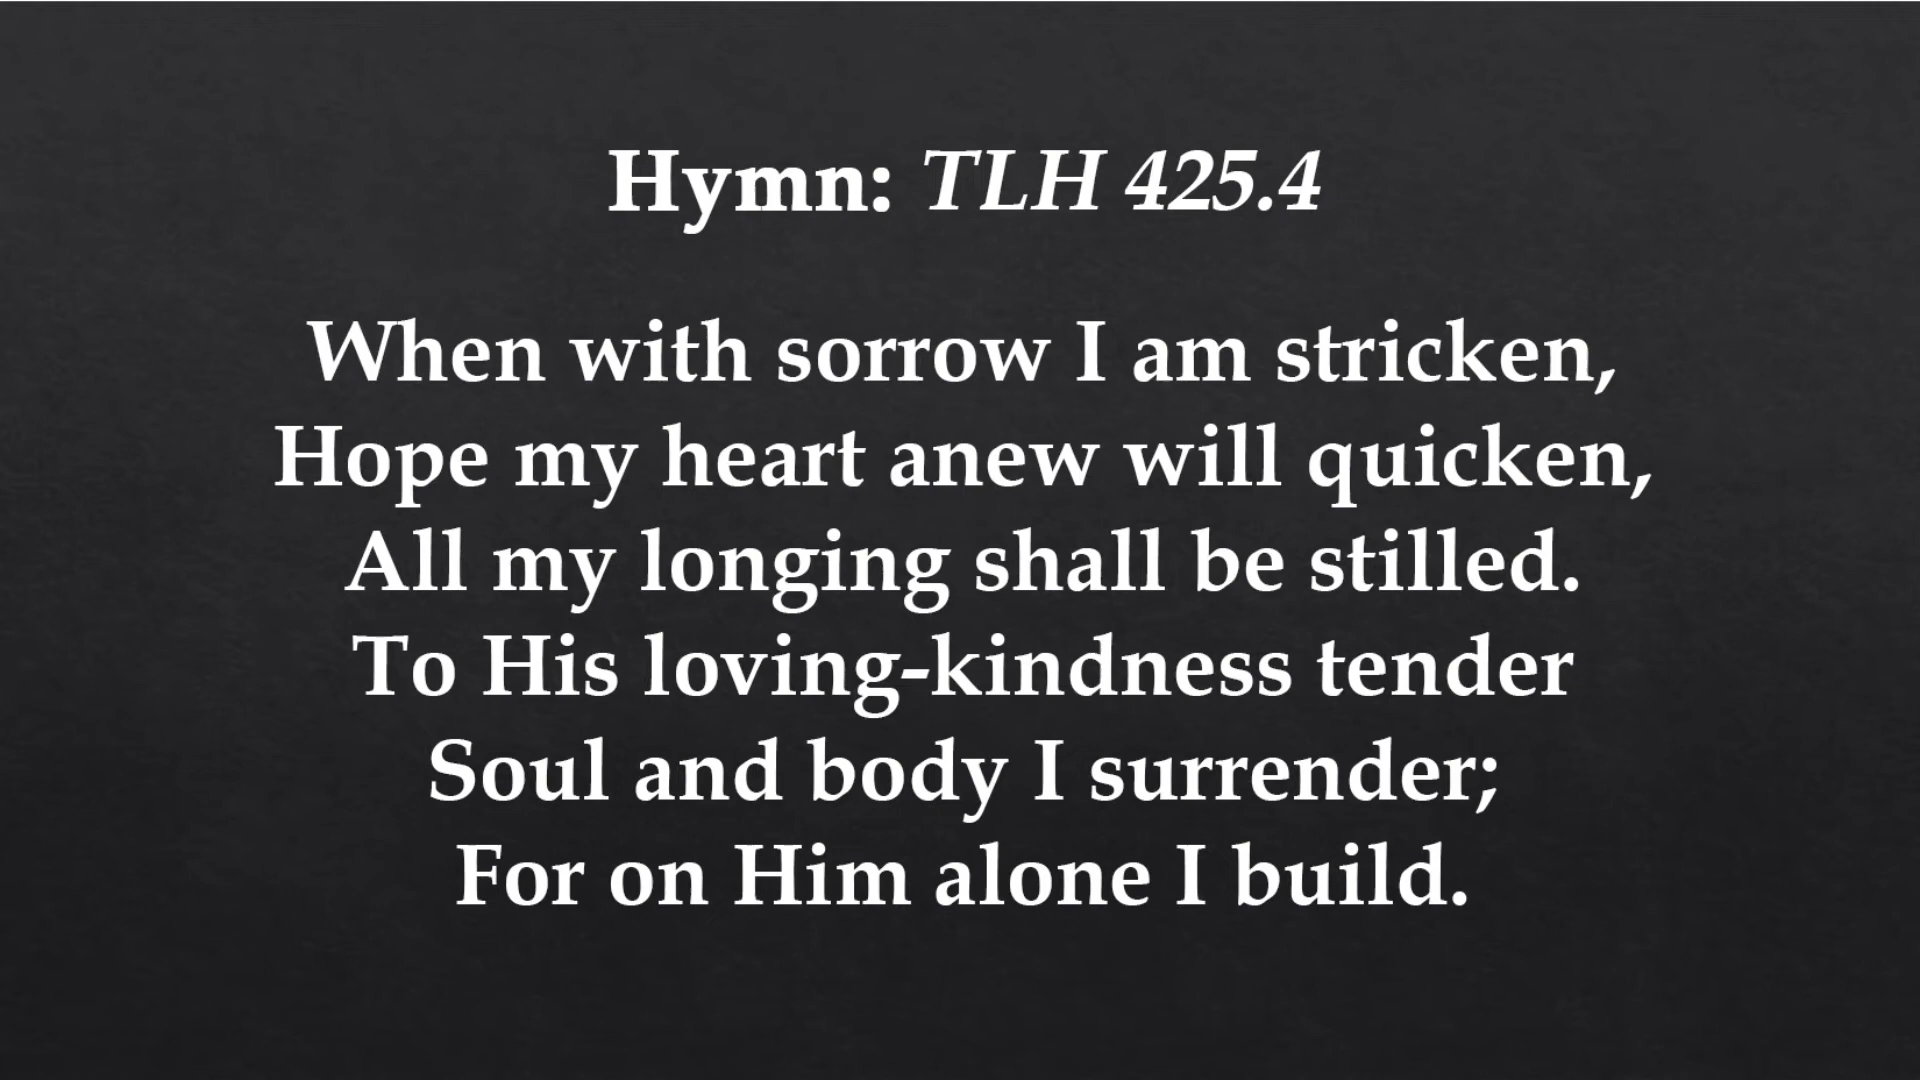 Hymn: TLH 425.4
When with sorrow I am stricken,
Hope my heart anew will quicken,
All my longing shall be stilled.
To His loving-kindness tender
Soul and body I surrender;
For on Him alone I build.